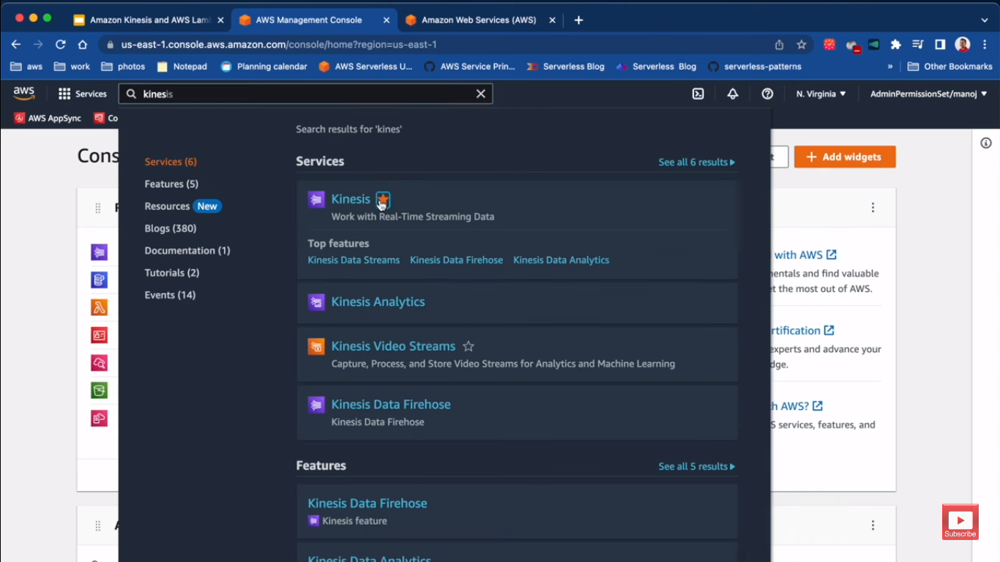 Amazon Kinesis and AWS Lam
AWS Management Console
Amazon Web Services (AWS)
us-east-1.console.aws.amazon.com/console/home?region=us-east-1
aws work photos Notepad Planning calendar AWS Serverless U... AWS Service Prin... Serverless Blog Serverless Blog serverless-patterns » Other Bookmarks
aws Services kinesis N. Virginia AdminPermissionSet/manoj
AWS AppSync Co
Search results for 'kines'
Cons
Services (6)
Features (5)
Resources New
Blogs (380)
Documentation (1)
Tutorials (2)
Events (14)
Services See all 6 results
Kinesis
Work with Real-Time Streaming Data
Top features
Kinesis Data Streams Kinesis Data Firehose Kinesis Data Analytics
Kinesis Analytics
Kinesis Video Streams
Capture, Process, and Store Video Streams for Analytics and Machine Learning
Kinesis Data Firehose
Kinesis Data Firehose
Features See all 5 results
Kinesis Data Firehose
Kinesis feature
Kinesis Data Analytics
t + Add widgets
with AWS
entals and find valuable
et the most out of AWS.
rtification
experts and advance your
dge.
h AWS?
S services, features, and
Subscribe